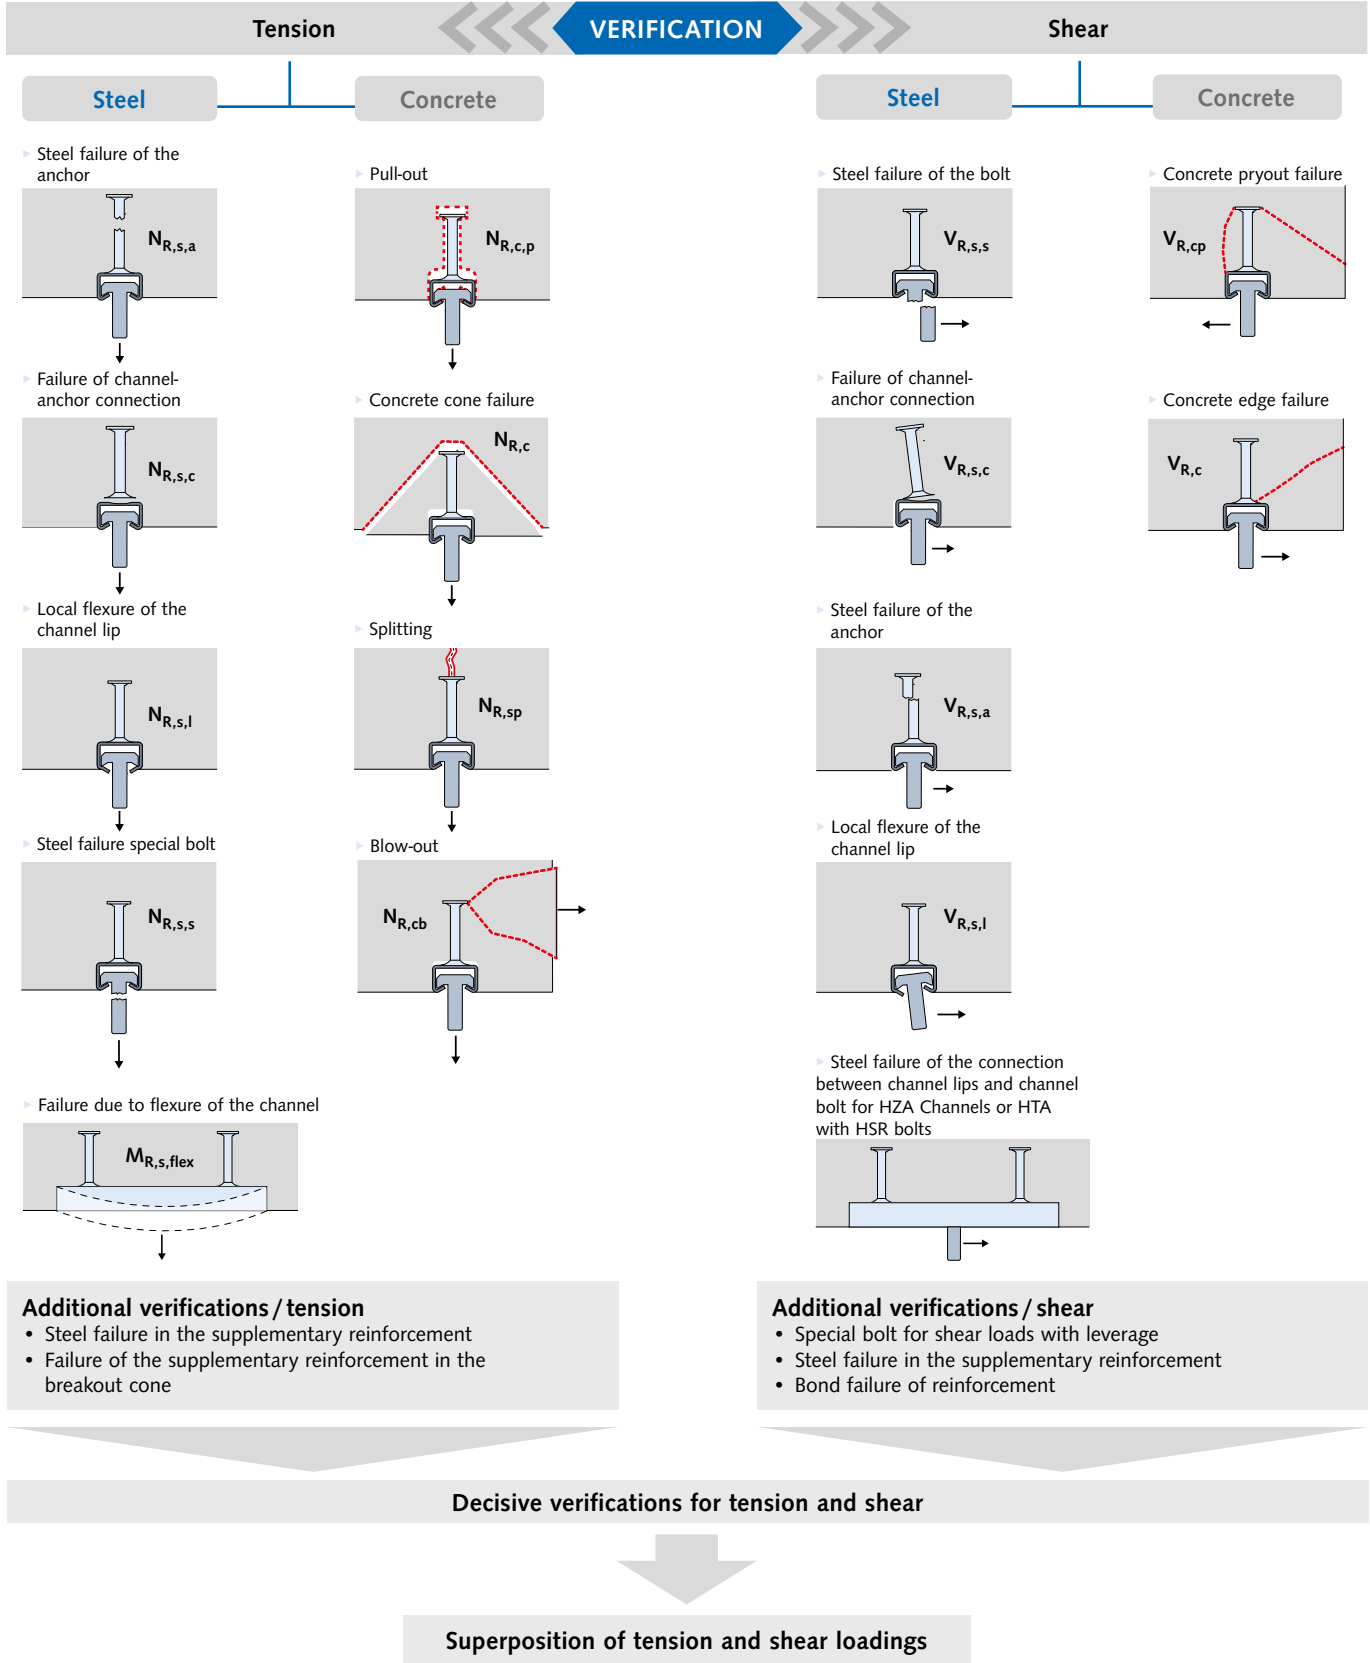 Tension
VERIFICATION
Shear
Steel
Concrete
Steel failure of the
anchor
N R,s,a
Failure of channel-
anchor connection
N R,s,c
Local flexure of the
channel lip
N R,s,l
Steel failure special bolt
N R,s,s
Failure due to flexure of the channel
M R,s,flex
Pull-out
N R,c,p
Concrete cone failure
N R,c
Splitting
N R,sp
Blow-out
N R,cb
Steel
Concrete
Steel failure of the bolt
V R,s,s
Failure of channel-
anchor connection
V R,s,c
Steel failure of the
anchor
V R,s,a
Local flexure of the
channel lip
V R,s,l
Steel failure of the connection
between channel lips and channel
bolt for HZA Channels or HTA
with HSR bolts
Concrete pryout failure
V R,cp
Concrete edge failure
V R,c
Additional verifications / tension
• Steel failure in the supplementary reinforcement
• Failure of the supplementary reinforcement in the
breakout cone
Additional verifications / shear
• Special bolt for shear loads with leverage
• Steel failure in the supplementary reinforcement
• Bond failure of reinforcement
Decisive verifications for tension and shear
Superposition of tension and shear loadings